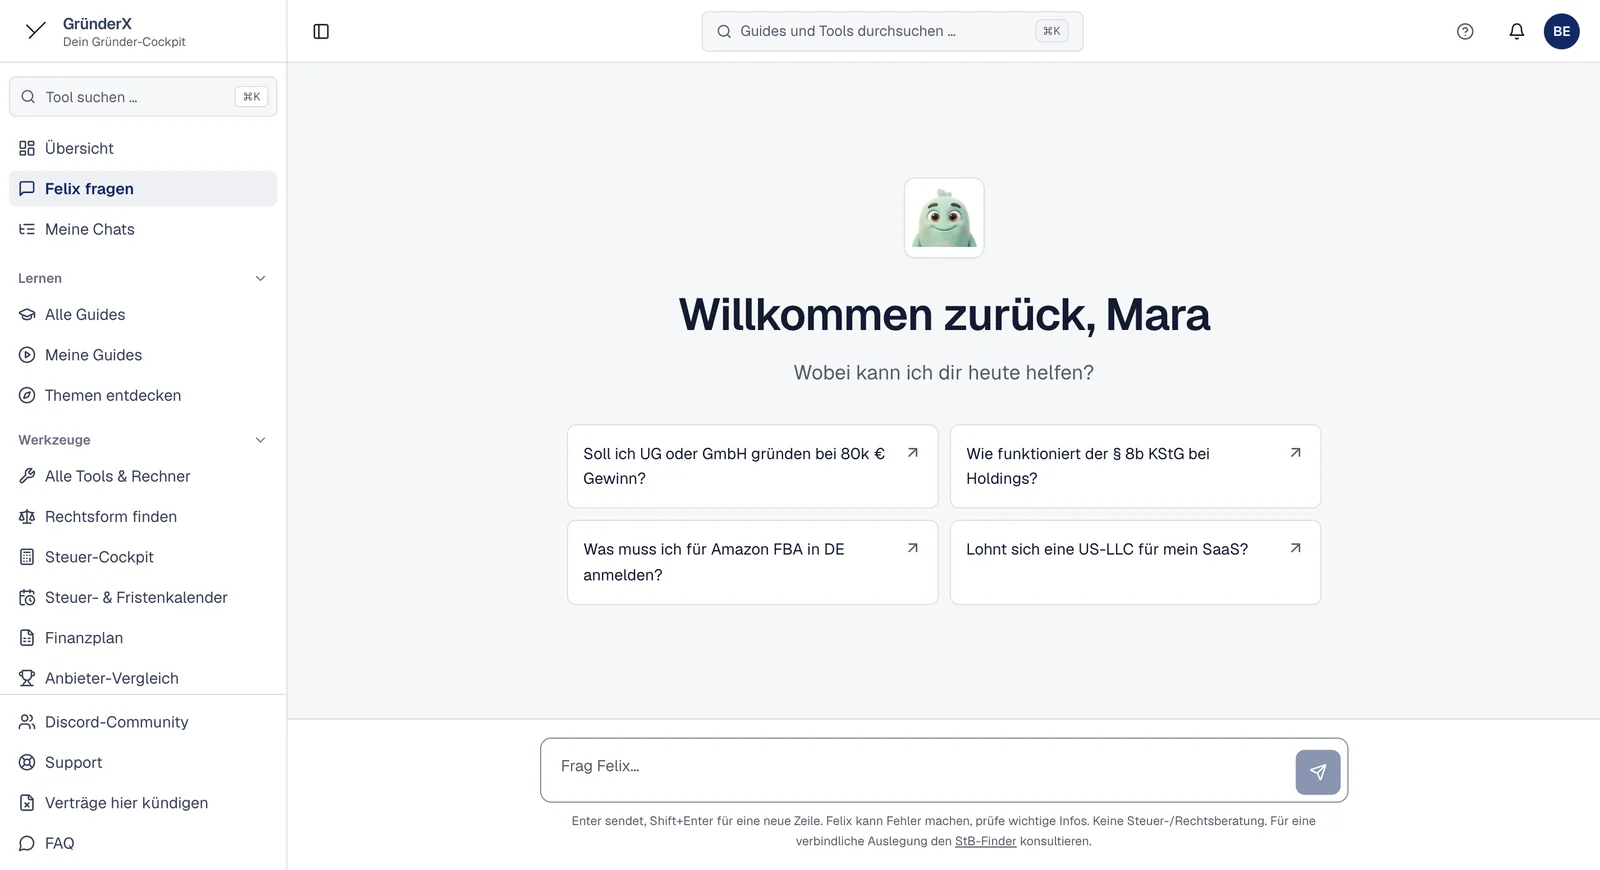 GründerX
Dein Gründer-Cockpit
Guides und Tools durchsuchen ...
⌘K
BE
Tool suchen ...
⌘K
Übersicht
Felix fragen
Meine Chats
Lernen
Alle Guides
Meine Guides
Themen entdecken
Werkzeuge
Alle Tools & Rechner
Rechtsform finden
Steuer-Cockpit
Steuer- & Fristenkalender
Finanzplan
Anbieter-Vergleich
Discord-Community
Support
Verträge hier kündigen
FAQ
Willkommen zurück, Mara
Wobei kann ich dir heute helfen?
Soll ich UG oder GmbH gründen bei 80k €
Gewinn?
Wie funktioniert der § 8b KStG bei
Holdings?
Was muss ich für Amazon FBA in DE
anmelden?
Lohnt sich eine US-LLC für mein SaaS?
Frag Felix...
Enter sendet, Shift+Enter für eine neue Zeile. Felix kann Fehler machen, prüfe wichtige Infos. Keine Steuer-/Rechtsberatung. Für eine
verbindliche Auslegung den StB-Finder konsultieren.